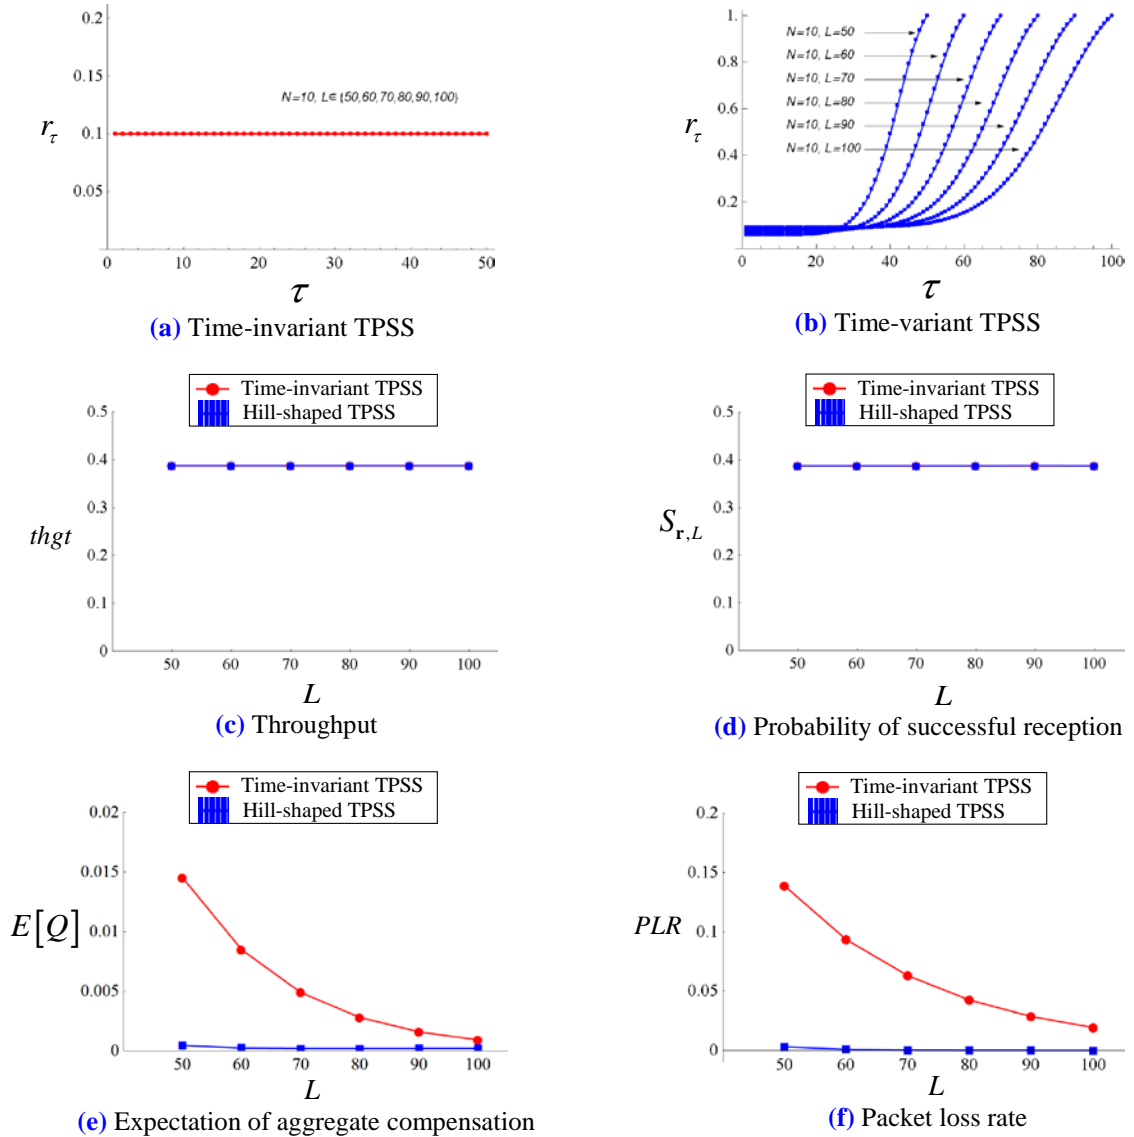 0.2
0.15
0.1
0.05
r_τ
N=10, L∈{50,60,70,80,90,100}
0 10 20 30 40 50
τ
(a) Time-invariant TPSS
1.
0.8
0.6
0.4
0.2
r_τ
N=10, L=50
N=10, L=60
N=10, L=70
N=10, L=80
N=10, L=90
N=10, L=100
0 20 40 60 80 100
τ
(b) Time-variant TPSS
Time-invariant TPSS
Hill-shaped TPSS
0.5
0.4
0.3
0.2
0.1
0
thgt
50 60 70 80 90 100
L
(c) Throughput
Time-invariant TPSS
Hill-shaped TPSS
0.5
0.4
0.3
0.2
0.1
0
S_r,L
50 60 70 80 90 100
L
(d) Probability of successful reception
Time-invariant TPSS
Hill-shaped TPSS
0.02
0.015
0.01
0.005
0
E[Q]
50 60 70 80 90 100
L
(e) Expectation of aggregate compensation
Time-invariant TPSS
Hill-shaped TPSS
0.2
0.15
0.1
0.05
0
PLR
50 60 70 80 90 100
L
(f) Packet loss rate